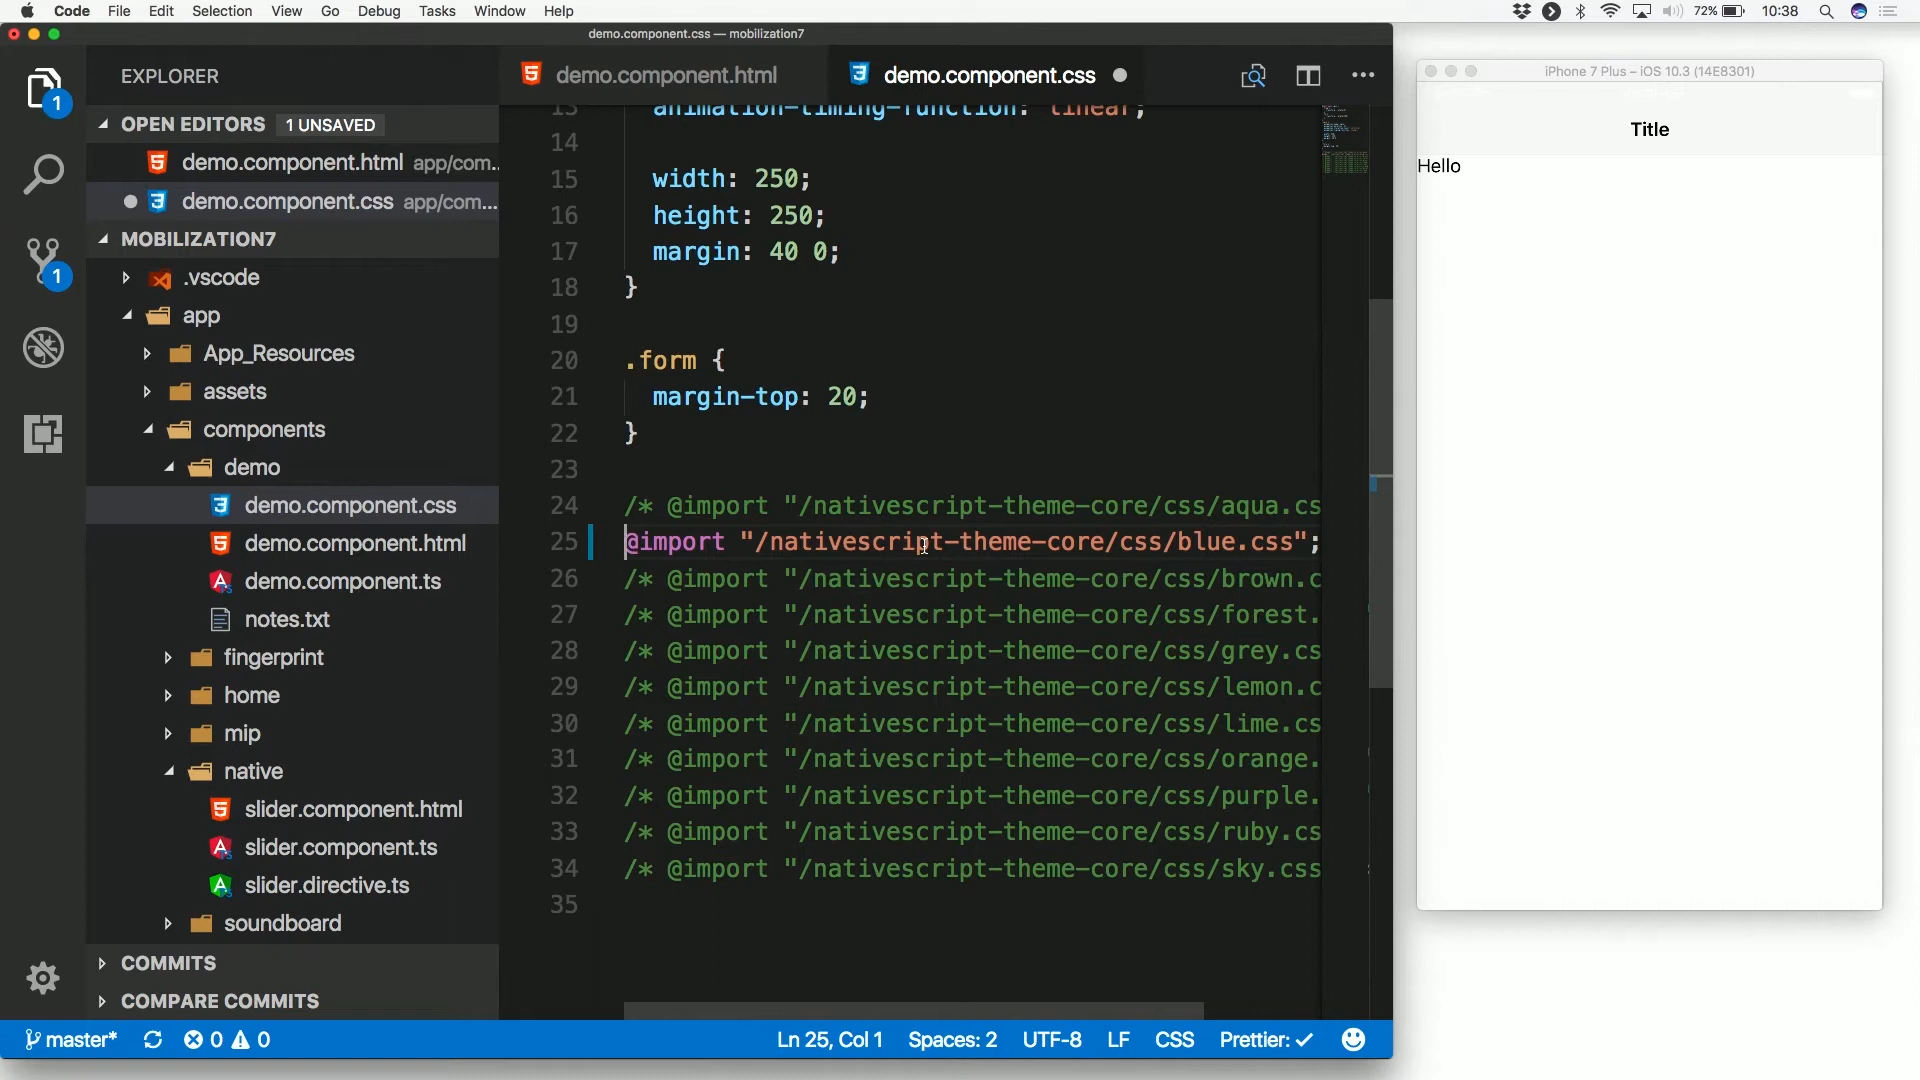 Code File Edit Selection View Go Debug Tasks Window Help
72% 10:38
demo.component.css — mobilization7
iPhone 7 Plus – iOS 10.3 (14E8301)
EXPLORER
demo.component.html
demo.component.css
OPEN EDITORS 1 UNSAVED
demo.component.html app/com...
demo.component.css app/com...
MOBILIZATION7
.vscode
app
App_Resources
assets
components
demo
demo.component.css
demo.component.html
demo.component.ts
notes.txt
fingerprint
home
mip
native
slider.component.html
slider.component.ts
slider.directive.ts
soundboard
COMMITS
COMPARE COMMITS
1
1
13 animation-timing-function: linear;
14
15 width: 250;
16 height: 250;
17 margin: 40 0;
18 }
19
20 .form {
21 margin-top: 20;
22 }
23
24 /* @import "/nativescript-theme-core/css/aqua.cs
25 @import "/nativescript-theme-core/css/blue.css";
26 /* @import "/nativescript-theme-core/css/brown.c
27 /* @import "/nativescript-theme-core/css/forest.
28 /* @import "/nativescript-theme-core/css/grey.cs
29 /* @import "/nativescript-theme-core/css/lemon.c
30 /* @import "/nativescript-theme-core/css/lime.cs
31 /* @import "/nativescript-theme-core/css/orange.
32 /* @import "/nativescript-theme-core/css/purple.
33 /* @import "/nativescript-theme-core/css/ruby.cs
34 /* @import "/nativescript-theme-core/css/sky.css
35
Title
Hello
master* 0 0 Ln 25, Col 1 Spaces: 2 UTF-8 LF CSS Prettier: ✓